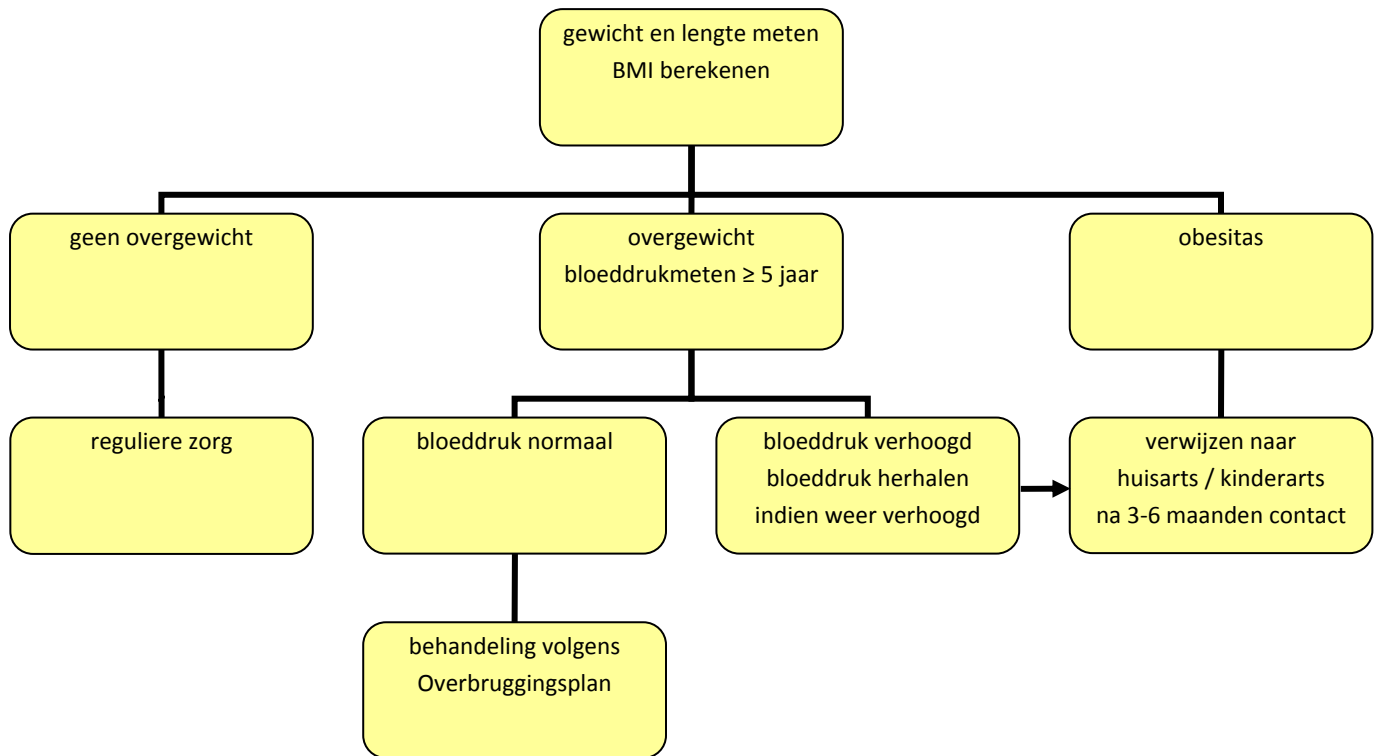 gewicht en lengte meten
BMI berekenen
geen overgewicht
overgewicht
bloeddrukmeten ≥ 5 jaar
obesitas
reguliere zorg
bloeddruk normaal
bloeddruk verhoogd
bloeddruk herhalen
indien weer verhoogd
verwijzen naar
huisarts / kinderarts
na 3-6 maanden contact
behandeling volgens
Overbruggingsplan